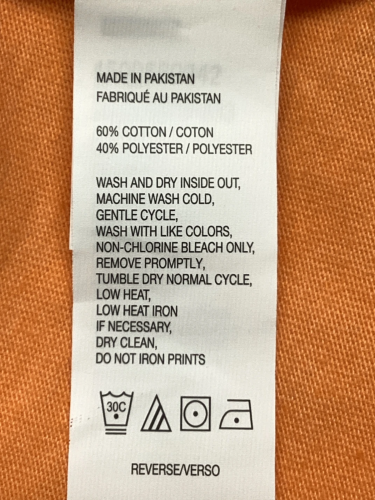 MADE IN PAKISTAN
FABRIQUÉ AU PAKISTAN
60% COTTON / COTON
40% POLYESTER / POLYESTER
WASH AND DRY INSIDE OUT,
MACHINE WASH COLD,
GENTLE CYCLE,
WASH WITH LIKE COLORS,
NON-CHLORINE BLEACH ONLY,
REMOVE PROMPTLY,
TUMBLE DRY NORMAL CYCLE,
LOW HEAT,
LOW HEAT IRON
IF NECESSARY,
DRY CLEAN,
DO NOT IRON PRINTS
30C
REVERSE/VERSO